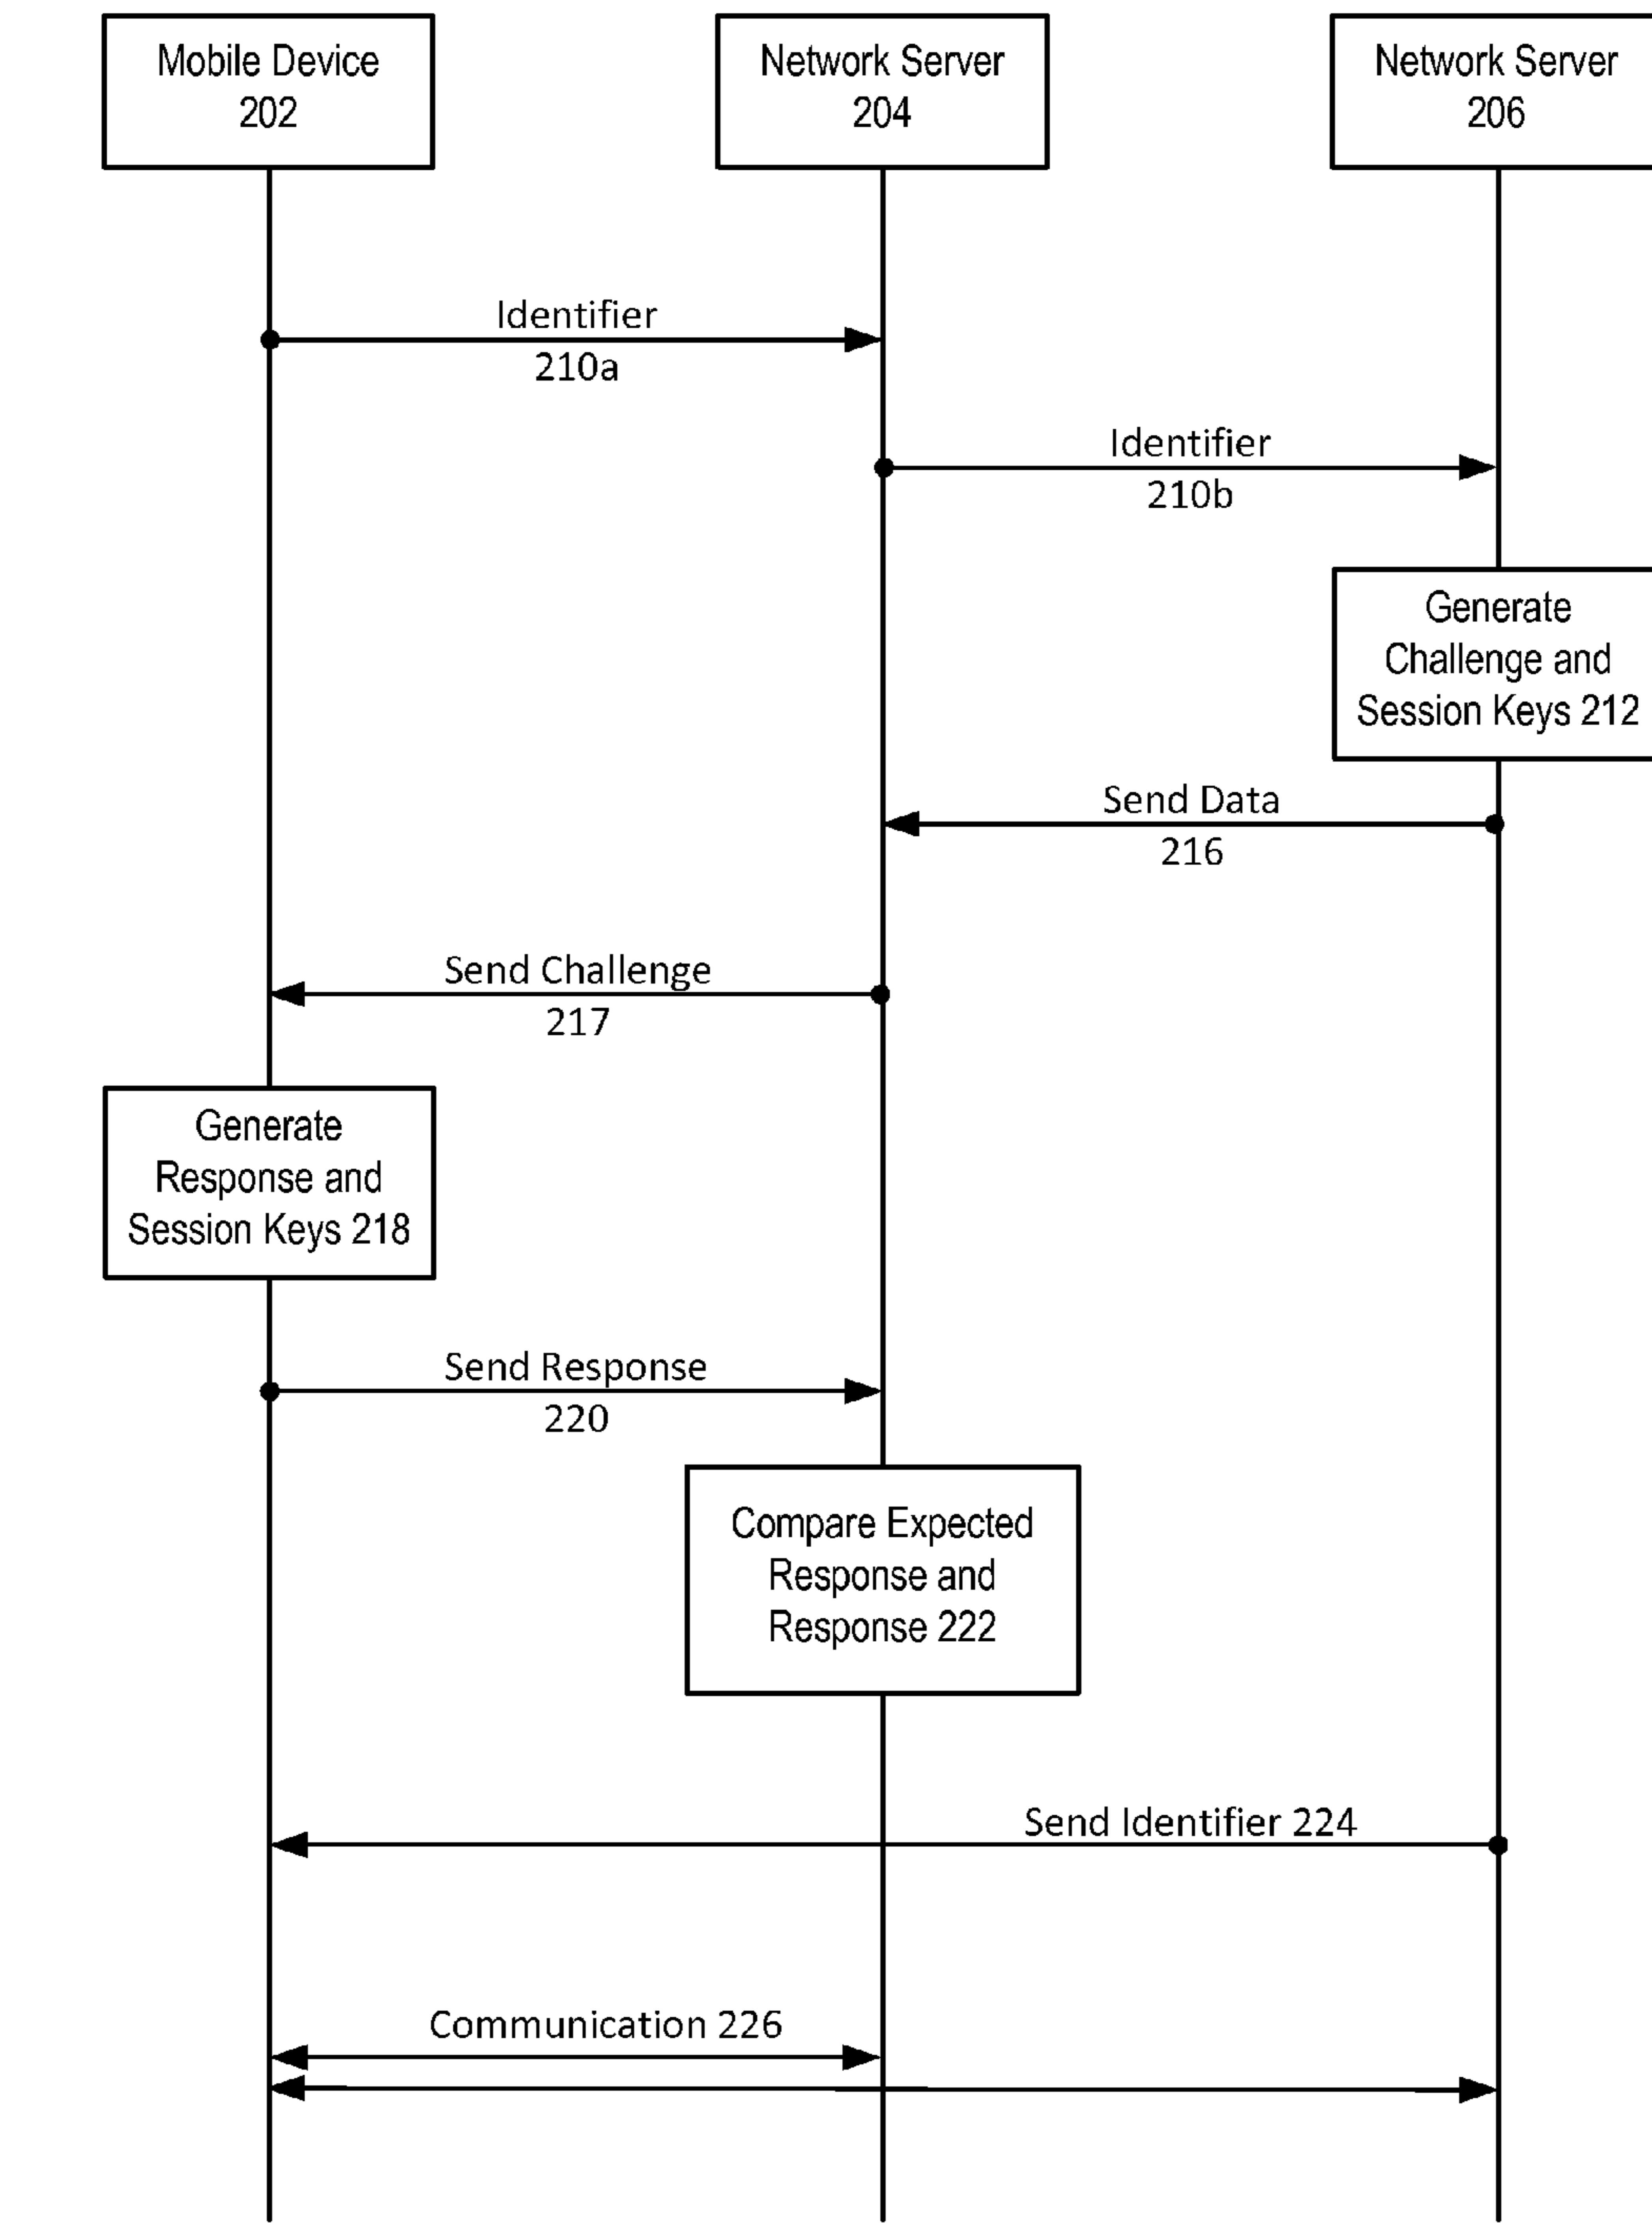 Mobile Device
202
Network Server
204
Network Server
206
Identifier
210a
Identifier
210b
Generate
Challenge and
Session Keys 212
Send Data
216
Send Challenge
217
Generate
Response and
Session Keys 218
Send Response
220
Compare Expected
Response and
Response 222
Send Identifier 224
Communication 226